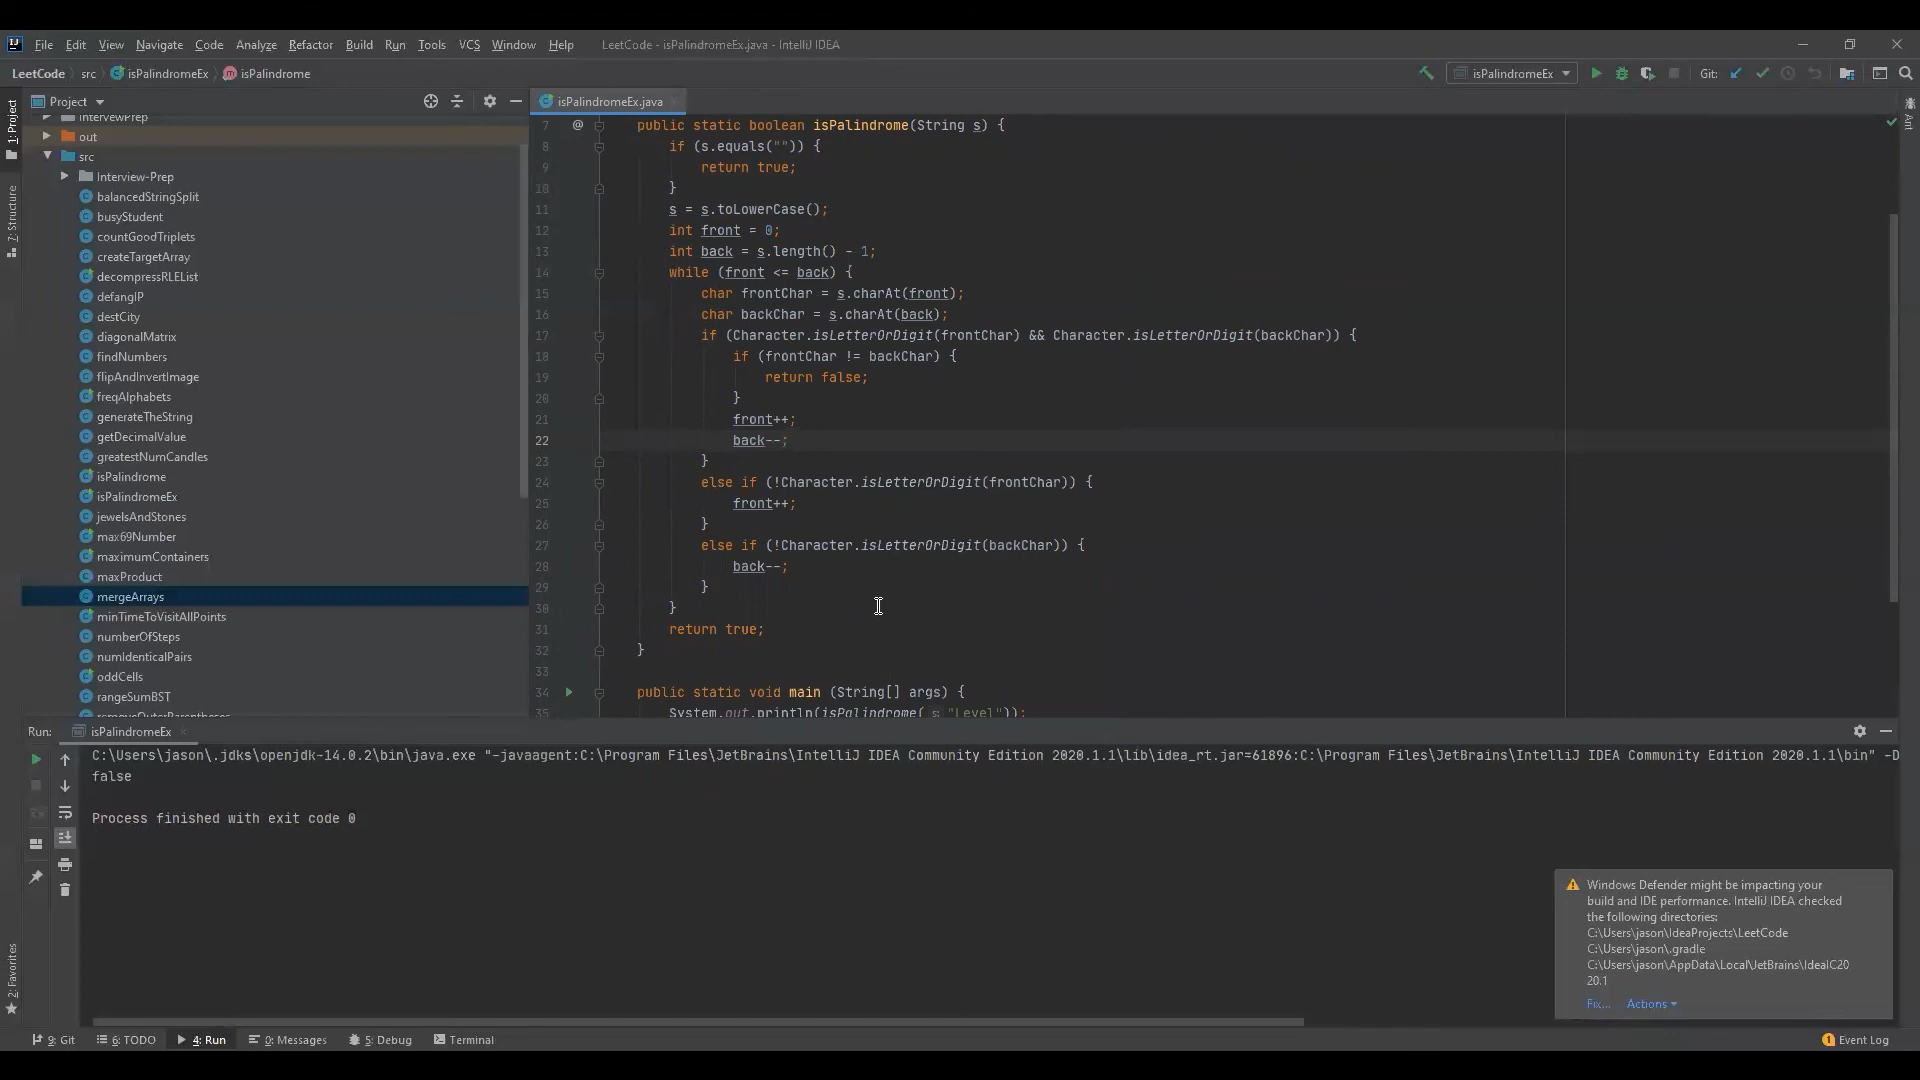 File Edit View Navigate Code Analyze Refactor Build Run Tools VCS Window Help LeetCode - isPalindromeEx.java - IntelliJ IDEA
LeetCode src isPalindromeEx isPalindrome isPalindromeEx Git:
1: Project
7: Structure
2: Favorites
Ant
Project
InterviewPrep
out
src
Interview-Prep
balancedStringSplit
busyStudent
countGoodTriplets
createTargetArray
decompressRLEList
defangIP
destCity
diagonalMatrix
findNumbers
flipAndInvertImage
freqAlphabets
generateTheString
getDecimalValue
greatestNumCandles
isPalindrome
isPalindromeEx
jewelsAndStones
max69Number
maximumContainers
maxProduct
mergeArrays
minTimeToVisitAllPoints
numberOfSteps
numIdenticalPairs
oddCells
rangeSumBST
removeOuterParentheses
isPalindromeEx.java
7 @ public static boolean isPalindrome(String s) {
8 if (s.equals("")) {
9 return true;
10 }
11 s = s.toLowerCase();
12 int front = 0;
13 int back = s.length() - 1;
14 while (front <= back) {
15 char frontChar = s.charAt(front);
16 char backChar = s.charAt(back);
17 if (Character.isLetterOrDigit(frontChar) && Character.isLetterOrDigit(backChar)) {
18 if (frontChar != backChar) {
19 return false;
20 }
21 front++;
22 back--;
23 }
24 else if (!Character.isLetterOrDigit(frontChar)) {
25 front++;
26 }
27 else if (!Character.isLetterOrDigit(backChar)) {
28 back--;
29 }
30 }
31 return true;
32 }
33
34 public static void main (String[] args) {
35 System.out.println(isPalindrome( s: "Level"));
Run: isPalindromeEx
C:\Users\jason\.jdks\openjdk-14.0.2\bin\java.exe "-javaagent:C:\Program Files\JetBrains\IntelliJ IDEA Community Edition 2020.1.1\lib\idea_rt.jar=61896:C:\Program Files\JetBrains\IntelliJ IDEA Community Edition 2020.1.1\bin" -D
false
Process finished with exit code 0
Windows Defender might be impacting your
build and IDE performance. IntelliJ IDEA checked
the following directories:
C:\Users\jason\IdeaProjects\LeetCode
C:\Users\jason\.gradle
C:\Users\jason\AppData\Local\JetBrains\IdeaIC20
20.1
Fix... Actions
9: Git 6: TODO 4: Run 0: Messages 5: Debug Terminal 1 Event Log